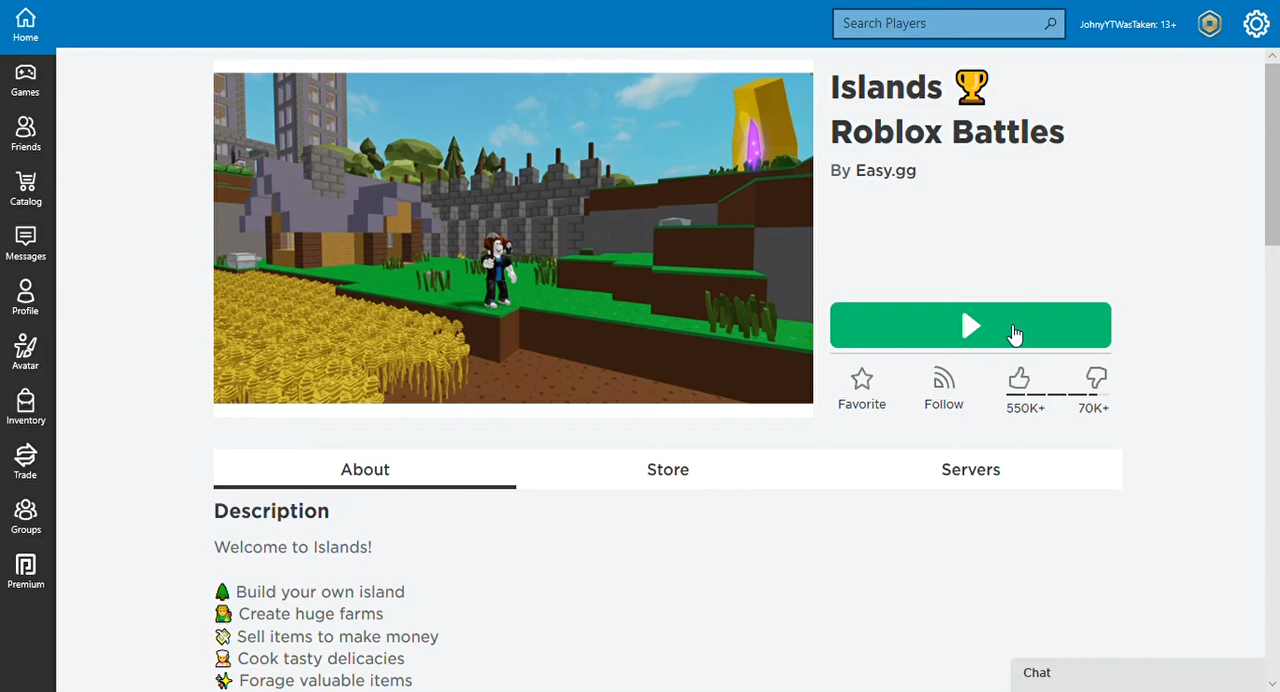 Home
Search Players
JohnyYTWasTaken: 13+
Games
Friends
Catalog
Messages
Profile
Avatar
Inventory
Trade
Groups
Premium
Islands 🏆
Roblox Battles
By Easy.gg
Favorite
Follow
550K+
70K+
About
Store
Servers
Description
Welcome to Islands!
🌲 Build your own island
👩‍🌾 Create huge farms
💸 Sell items to make money
👩‍🍳 Cook tasty delicacies
✨ Forage valuable items
Chat